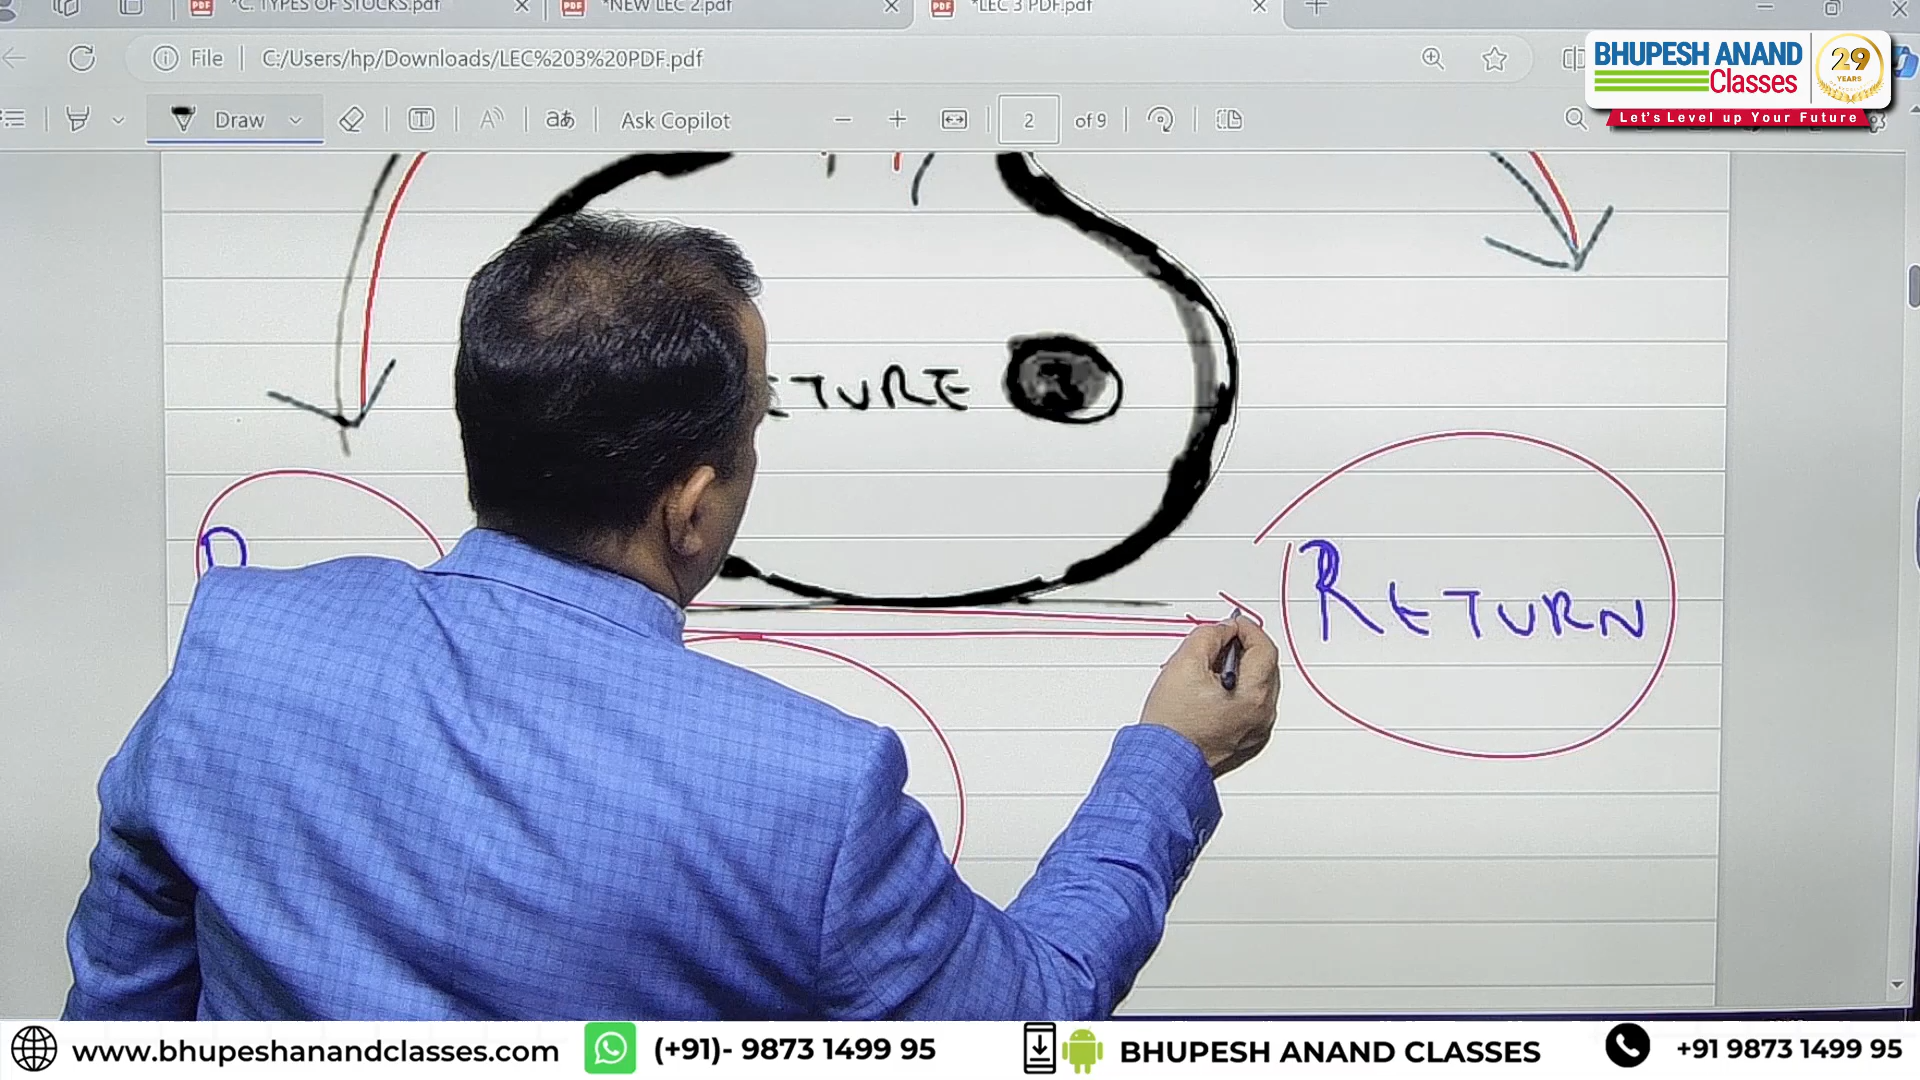 *C. TYPES OF STOCKS.pdf
*NEW LEC 2.pdf
*LEC 3 PDF.pdf
File
C:/Users/hp/Downloads/LEC%203%20PDF.pdf
BHUPESH ANAND
Classes
29
YEARS
Let's Level up Your Future
Draw
Ask Copilot
2
of 9
ETURE
R
RETURN
www.bhupeshanandclasses.com
(+91)- 9873 1499 95
BHUPESH ANAND CLASSES
+91 9873 1499 95